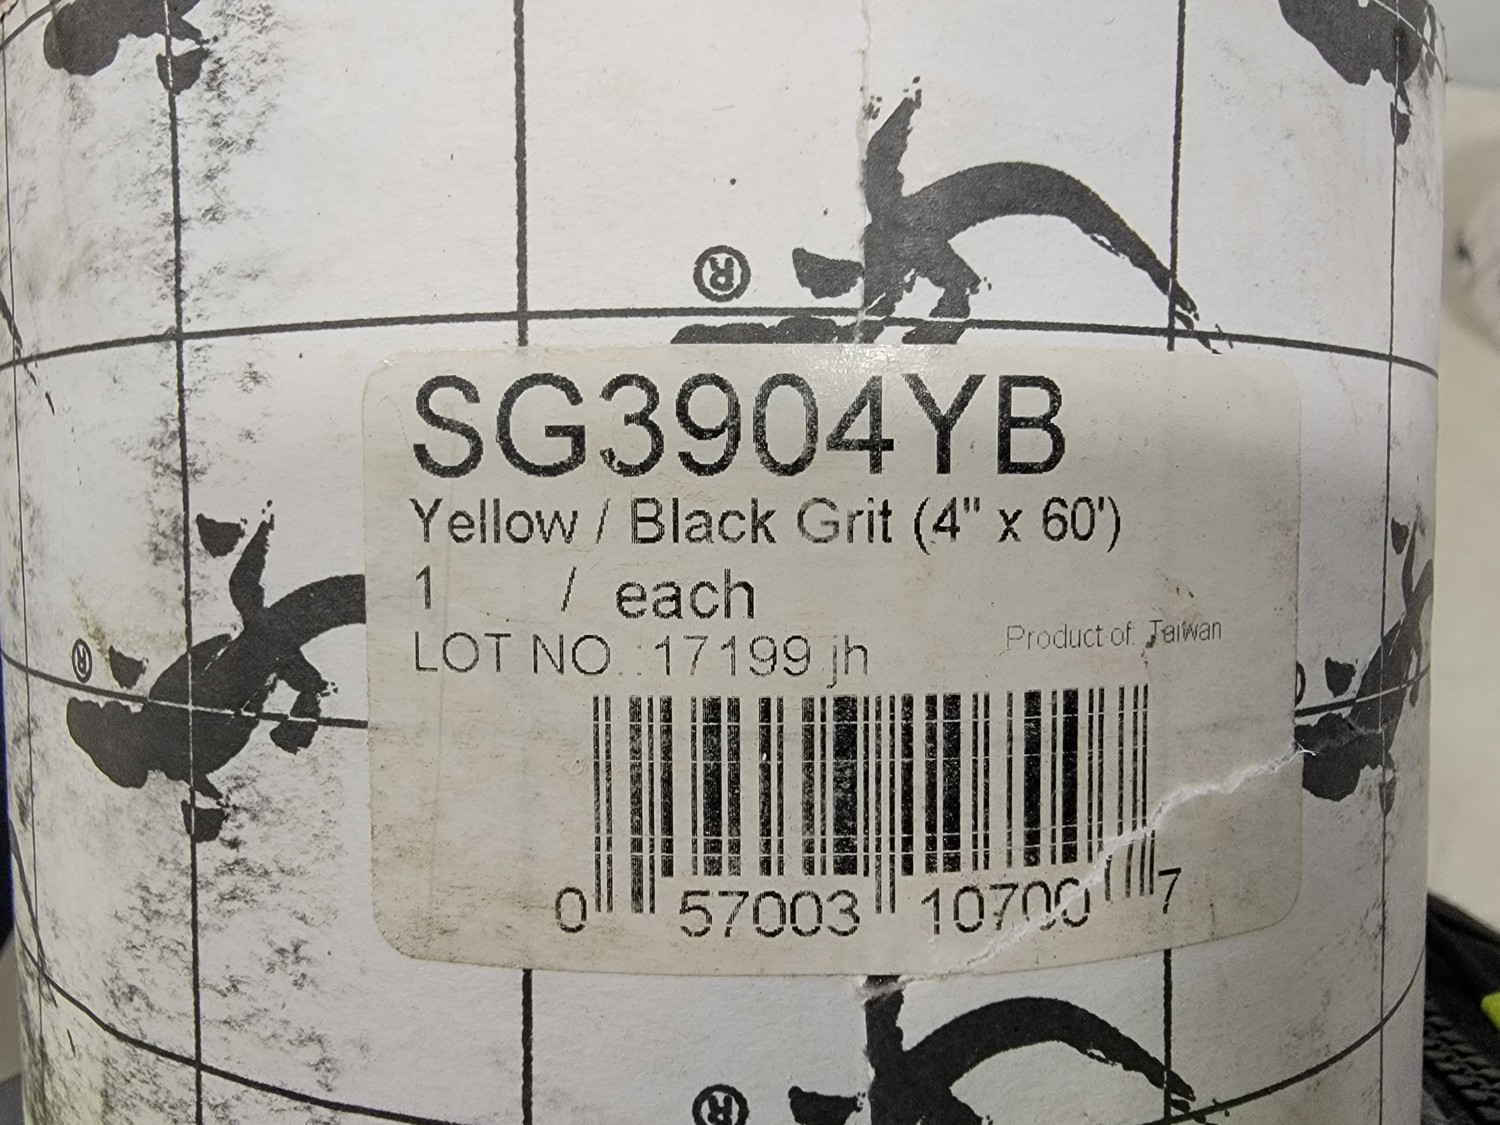 ®
SG3904YB
Yellow / Black Grit (4" x 60')
1 / each
LOT NO.:17199 jh
Product of: Taiwan
®
0 57003 10700 7
®